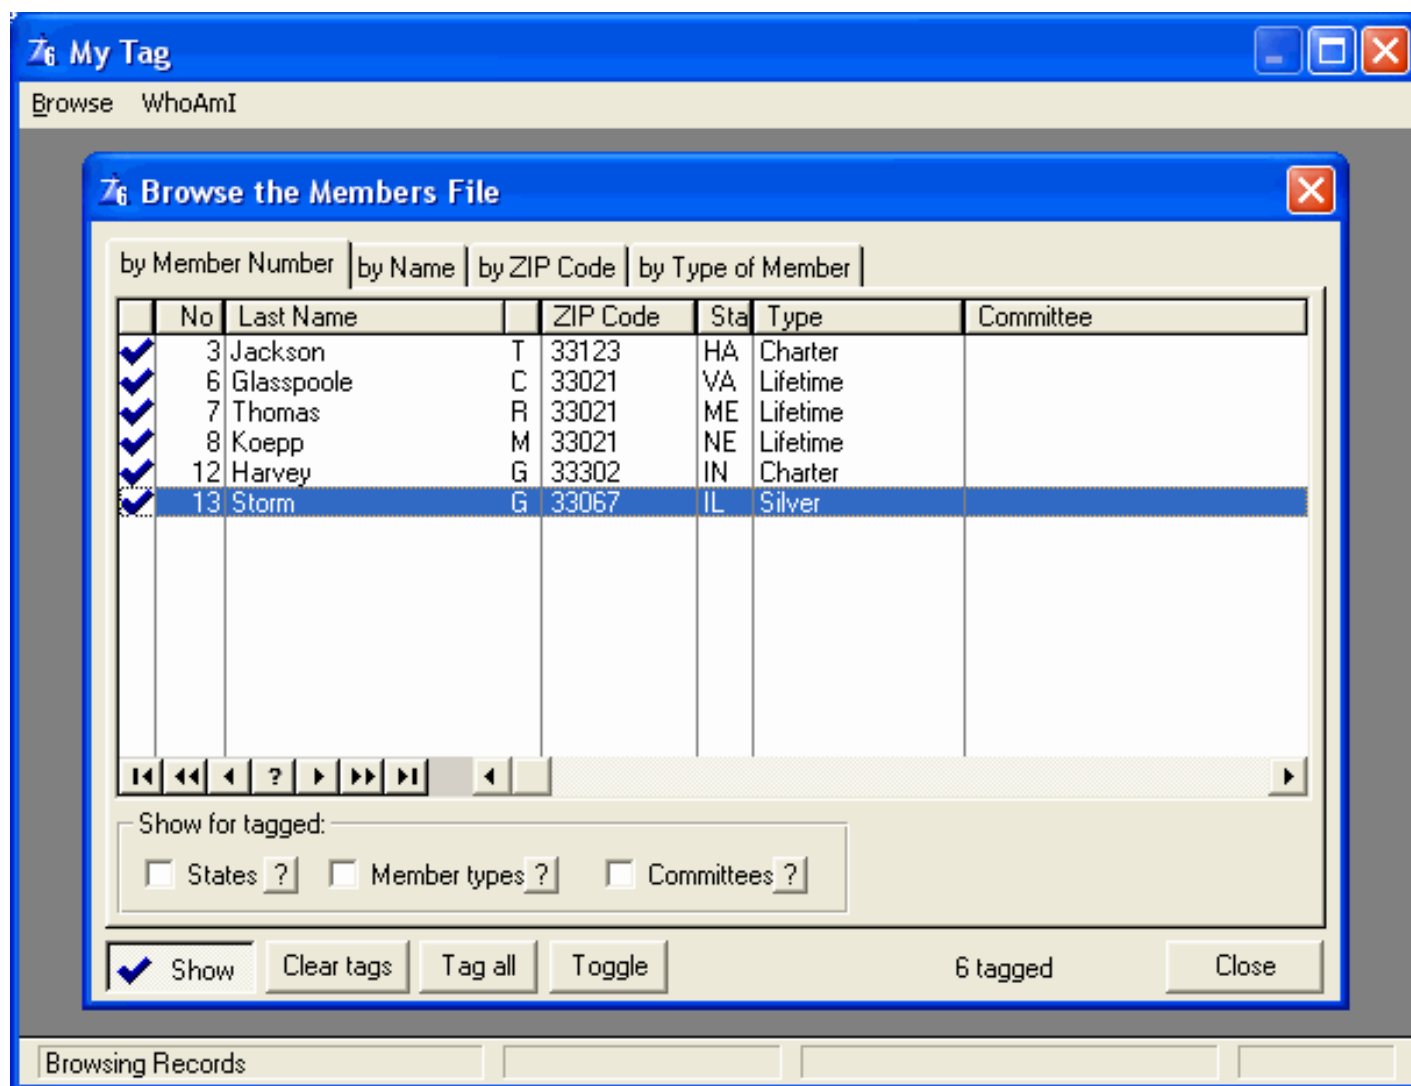 My Tag
Browse WhoAmI
Browse the Members File
by Member Number by Name by ZIP Code by Type of Member
No Last Name ZIP Code Sta Type Committee
3 Jackson T 33123 HA Charter
6 Glasspoole C 33021 VA Lifetime
7 Thomas R 33021 ME Lifetime
8 Koepp M 33021 NE Lifetime
12 Harvey G 33302 IN Charter
13 Storm G 33067 IL Silver
?
Show for tagged:
States ? Member types ? Committees ?
Show Clear tags Tag all Toggle 6 tagged Close
Browsing Records